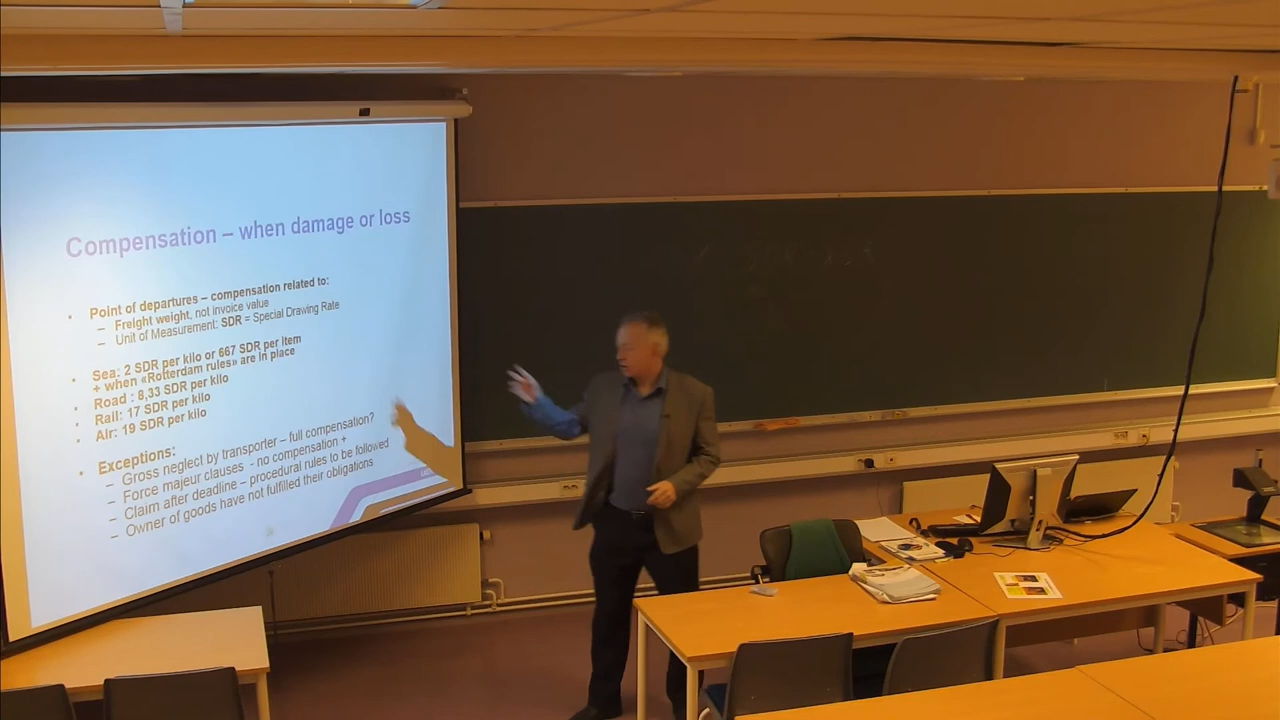 Compensation – when damage or loss
• Point of departures – compensation related to:
– Freight weight, not invoice value
– Unit of Measurement: SDR = Special Drawing Rate
• Sea: 2 SDR per kilo or 667 SDR per item
+ when «Rotterdam rules» are in place
• Road : 8,33 SDR per kilo
• Rail: 17 SDR per kilo
• Air: 19 SDR per kilo
• Exceptions:
– Gross neglect by transporter – full compensation?
– Force majeur clauses - no compensation +
– Claim after deadline – procedural rules to be followed
– Owner of goods have not fulfilled their obligations